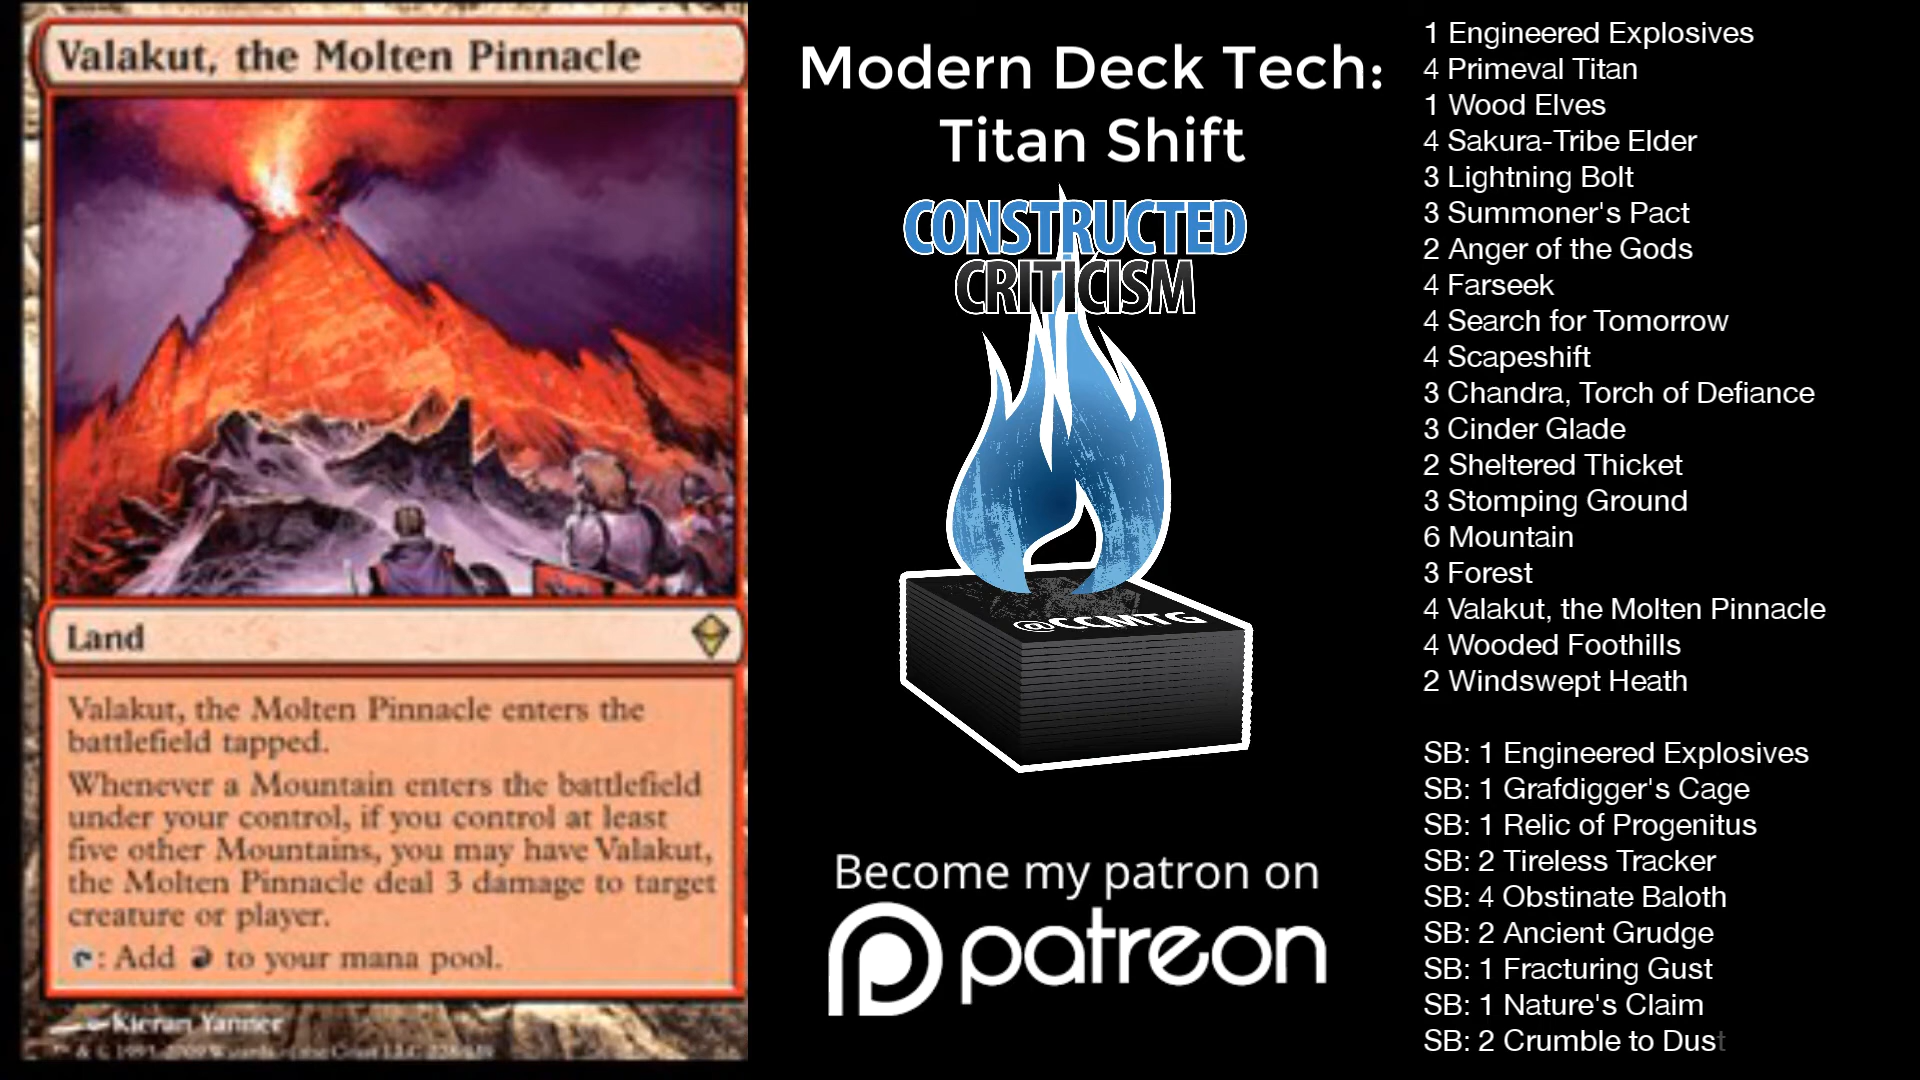 Valakut, the Molten Pinnacle
Land
Valakut, the Molten Pinnacle enters the
battlefield tapped.
Whenever a Mountain enters the battlefield
under your control, if you control at least
five other Mountains, you may have Valakut,
the Molten Pinnacle deal 3 damage to target
creature or player.
: Add to your mana pool.
Kieran Yanner
Modern Deck Tech:
Titan Shift
CONSTRUCTED
CRITICISM
@CCMTG
Become my patron on
patreon
1 Engineered Explosives
4 Primeval Titan
1 Wood Elves
4 Sakura-Tribe Elder
3 Lightning Bolt
3 Summoner's Pact
2 Anger of the Gods
4 Farseek
4 Search for Tomorrow
4 Scapeshift
3 Chandra, Torch of Defiance
3 Cinder Glade
2 Sheltered Thicket
3 Stomping Ground
6 Mountain
3 Forest
4 Valakut, the Molten Pinnacle
4 Wooded Foothills
2 Windswept Heath
SB: 1 Engineered Explosives
SB: 1 Grafdigger's Cage
SB: 1 Relic of Progenitus
SB: 2 Tireless Tracker
SB: 4 Obstinate Baloth
SB: 2 Ancient Grudge
SB: 1 Fracturing Gust
SB: 1 Nature's Claim
SB: 2 Crumble to Dust